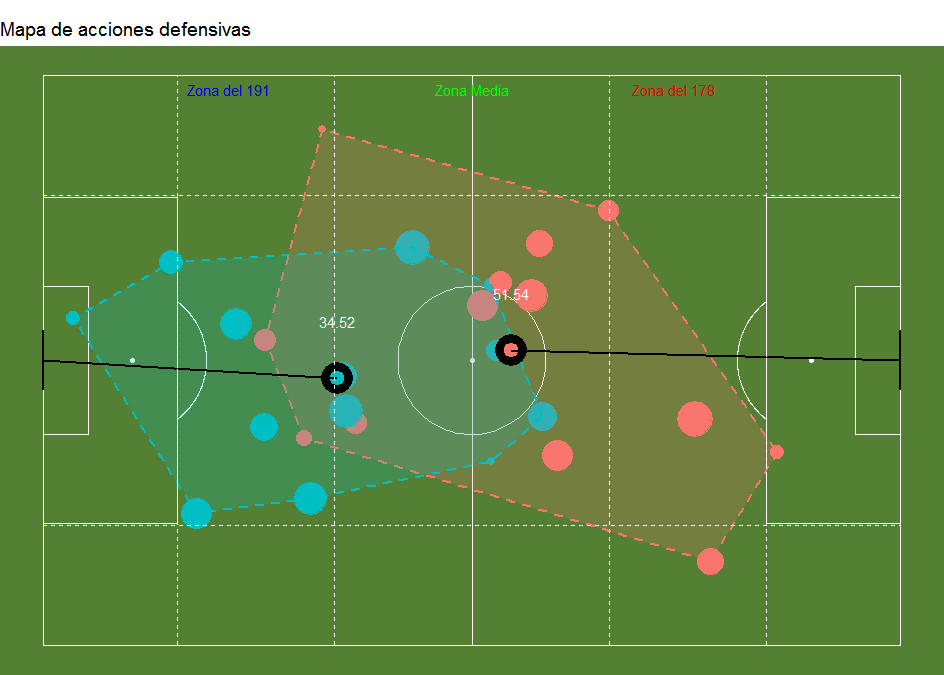 Mapa de acciones defensivas
Zona del 191
Zona Media
Zona del 178
51.54
34.52